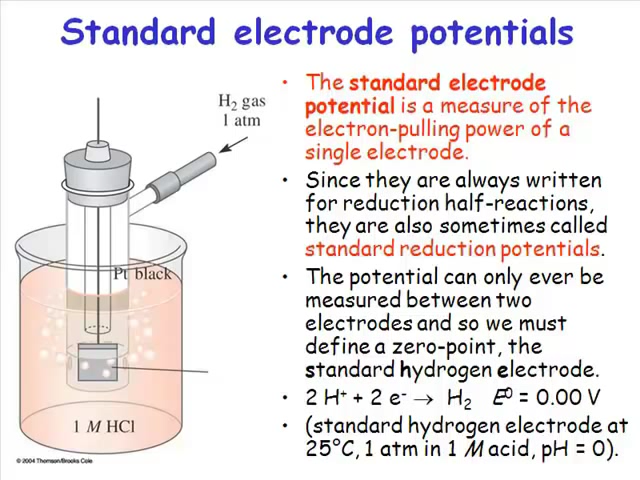 Standard electrode potentials
H₂ gas
1 atm
Pt black
1 M HCl
© 2004 Thomson/Brooks Cole
• The standard electrode
potential is a measure of the
electron-pulling power of a
single electrode.
• Since they are always written
for reduction half-reactions,
they are also sometimes called
standard reduction potentials.
• The potential can only ever be
measured between two
electrodes and so we must
define a zero-point, the
standard hydrogen electrode.
• 2 H⁺ + 2 e⁻ → H₂ E⁰ = 0.00 V
• (standard hydrogen electrode at
25°C, 1 atm in 1 M acid, pH = 0).